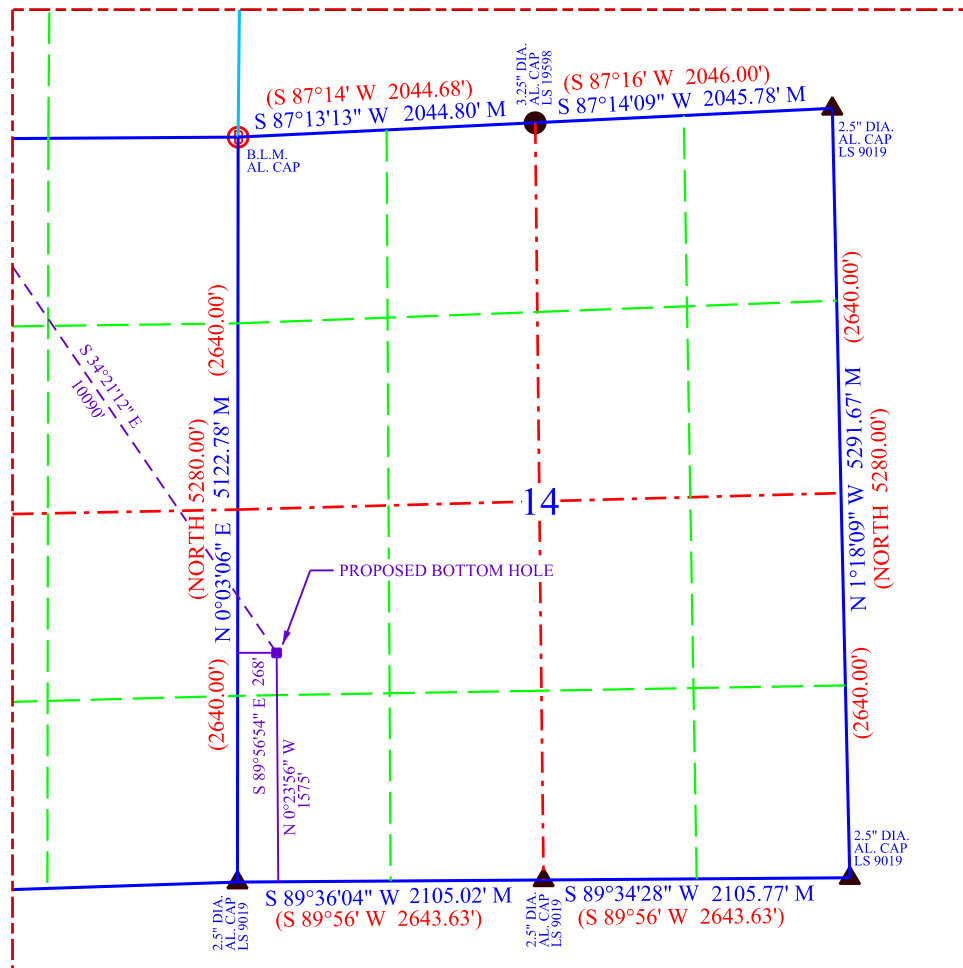 (S 87°14' W 2044.68')
S 87°13'13" W 2044.80' M
3.25" DIA.
AL. CAP
LS 19598
(S 87°16' W 2046.00')
S 87°14'09" W 2045.78' M
2.5" DIA.
AL. CAP
LS 9019
B.L.M.
AL. CAP
(2640.00')
(2640.00')
S 34°21'12" E
10090'
(NORTH 5280.00')
N 0°03'06" E 5122.78' M
14
N 1°18'09" W 5291.67' M
(NORTH 5280.00')
PROPOSED BOTTOM HOLE
(2640.00')
S 89°56'54" E 268'
N 0°23'56" W
1575'
(2640.00')
2.5" DIA.
AL. CAP
LS 9019
S 89°36'04" W 2105.02' M
(S 89°56' W 2643.63')
S 89°34'28" W 2105.77' M
(S 89°56' W 2643.63')
2.5" DIA.
AL. CAP
LS 9019
2.5" DIA.
AL. CAP
LS 9019